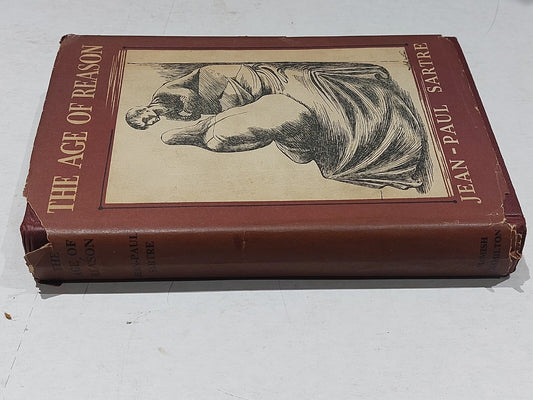 THE AGE OF REASON
JEAN-PAUL SARTRE
THE
AGE OF
REASON
JEAN-PAUL
SARTRE
HAMISH
HAMILTON